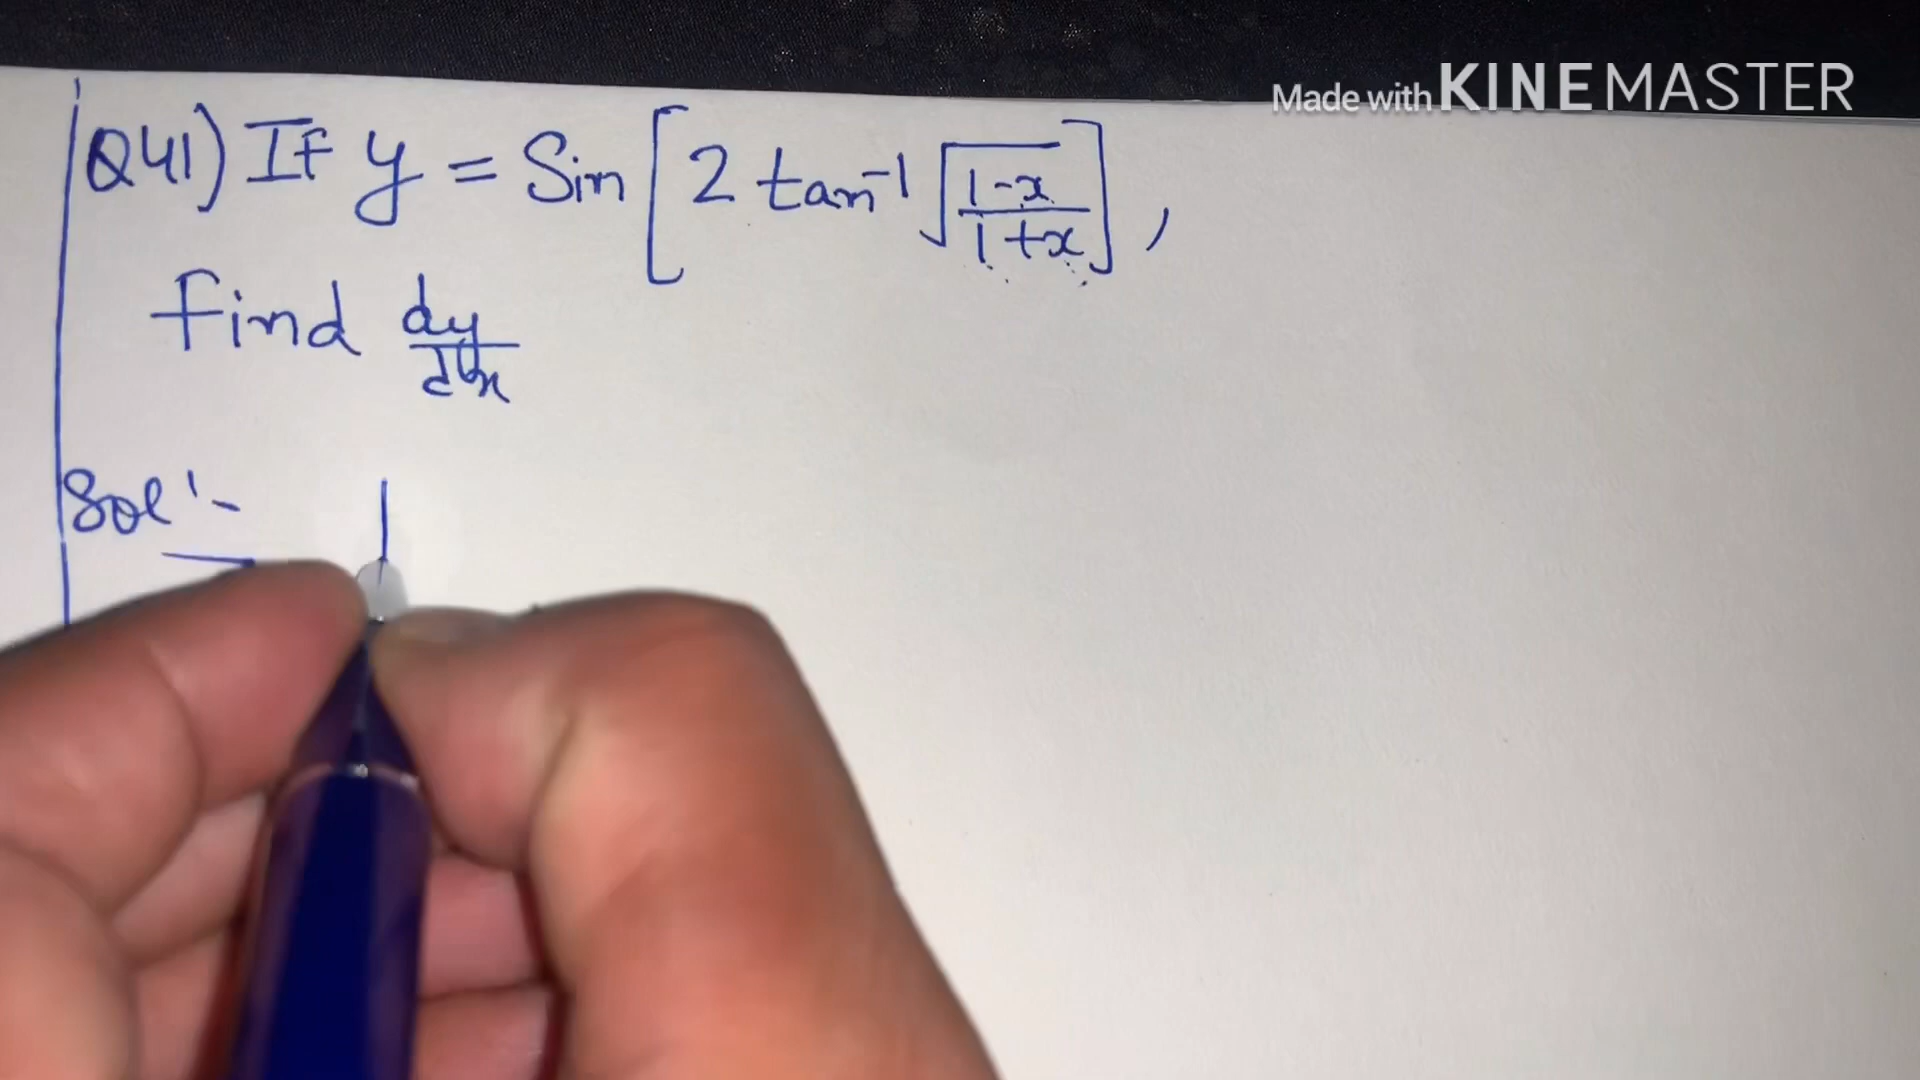 Made with KINEMASTER
Q41) If y = Sin [2 tan⁻¹ √(1-x)/(1+x)],
find dy/dx
Sol'-